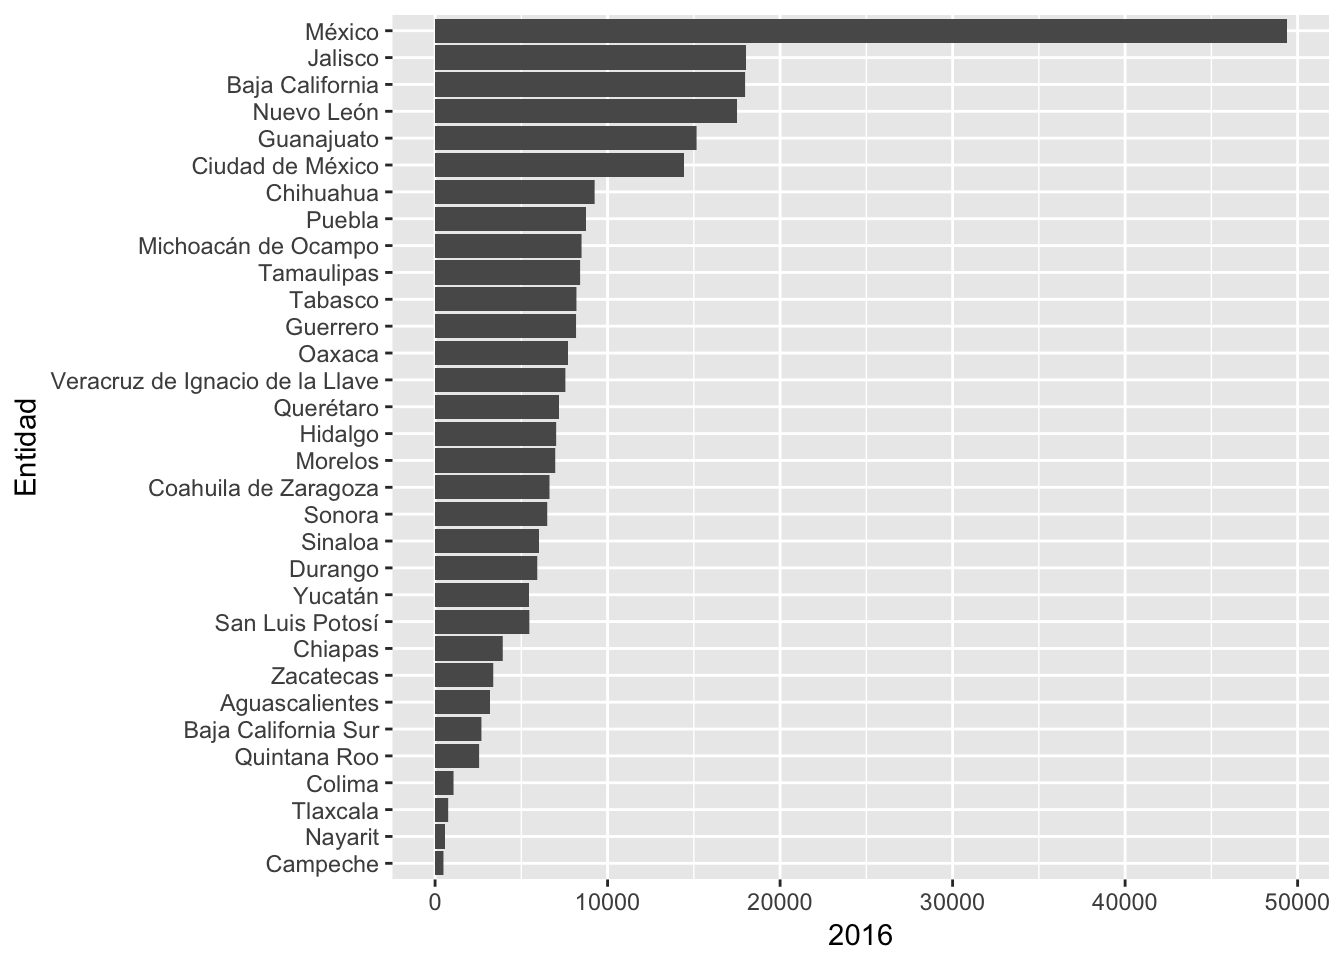 México
Jalisco
Baja California
Nuevo León
Guanajuato
Ciudad de México
Chihuahua
Puebla
Michoacán de Ocampo
Tamaulipas
Tabasco
Guerrero
Oaxaca
Veracruz de Ignacio de la Llave
Querétaro
Hidalgo
Morelos
Coahuila de Zaragoza
Sonora
Sinaloa
Durango
Yucatán
San Luis Potosí
Chiapas
Zacatecas
Aguascalientes
Baja California Sur
Quintana Roo
Colima
Tlaxcala
Nayarit
Campeche
Entidad
0 10000 20000 30000 40000 50000
2016